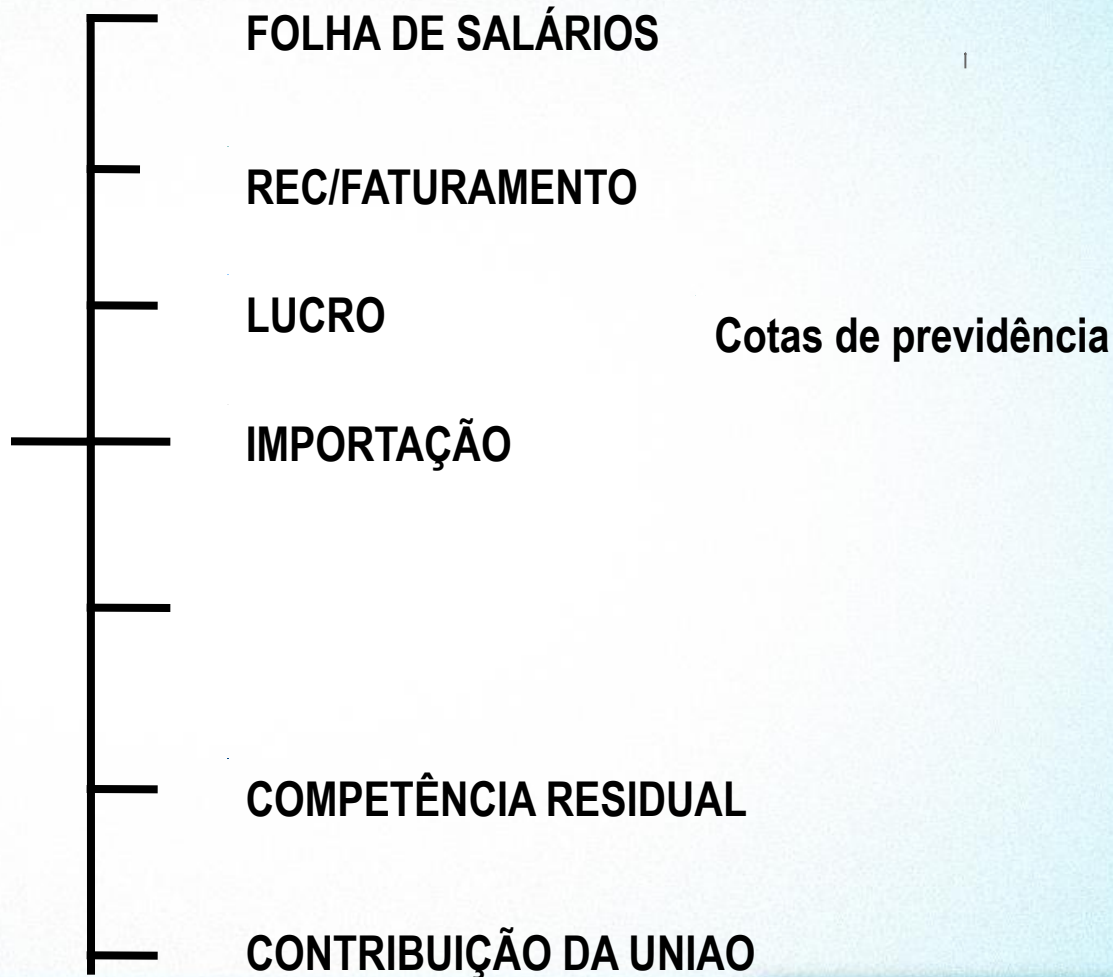 FOLHA DE SALÁRIOS
REC/FATURAMENTO
LUCRO
Cotas de previdência
IMPORTAÇÃO
COMPETÊNCIA RESIDUAL
CONTRIBUIÇÃO DA UNIAO